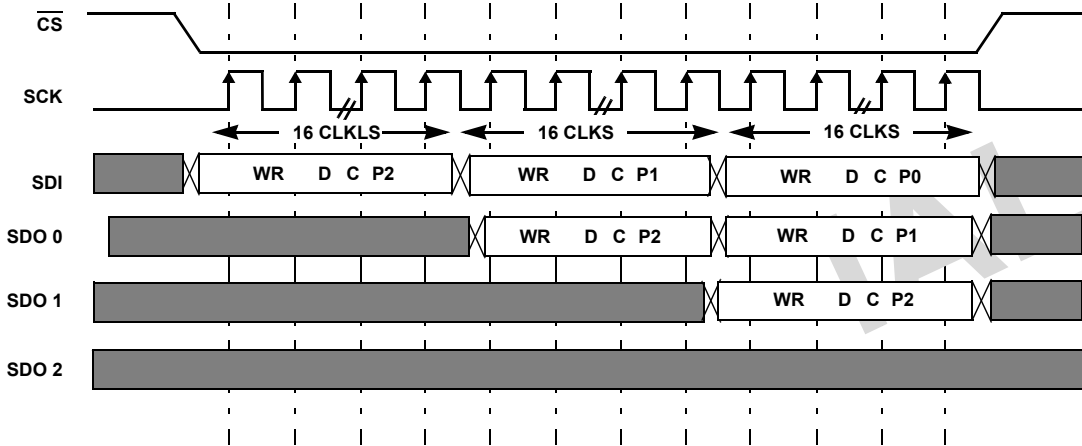 CS
SCK
16 CLKLS 16 CLKS 16 CLKS
SDI WR D C P2 WR D C P1 WR D C P0
SDO 0 WR D C P2 WR D C P1
SDO 1 WR D C P2
SDO 2